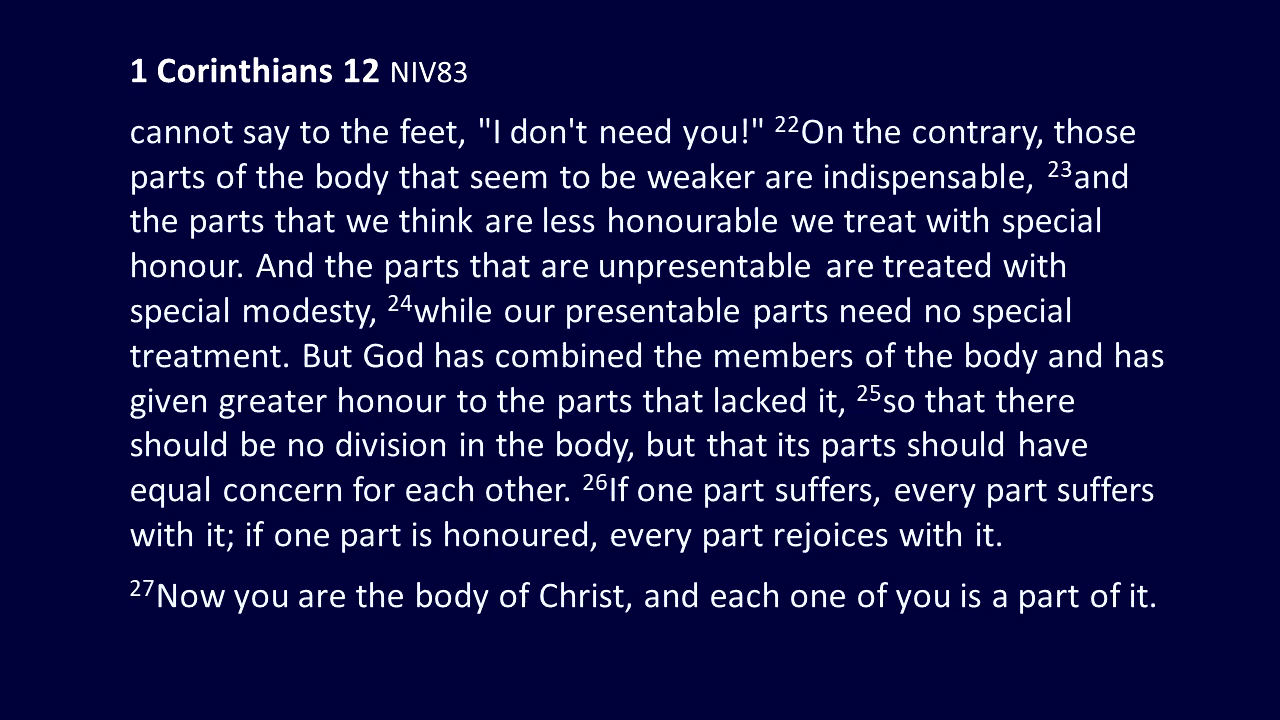 1 Corinthians 12 NIV83
cannot say to the feet, "I don't need you!" 22On the contrary, those
parts of the body that seem to be weaker are indispensable, 23and
the parts that we think are less honourable we treat with special
honour. And the parts that are unpresentable are treated with
special modesty, 24while our presentable parts need no special
treatment. But God has combined the members of the body and has
given greater honour to the parts that lacked it, 25so that there
should be no division in the body, but that its parts should have
equal concern for each other. 26If one part suffers, every part suffers
with it; if one part is honoured, every part rejoices with it.
27Now you are the body of Christ, and each one of you is a part of it.